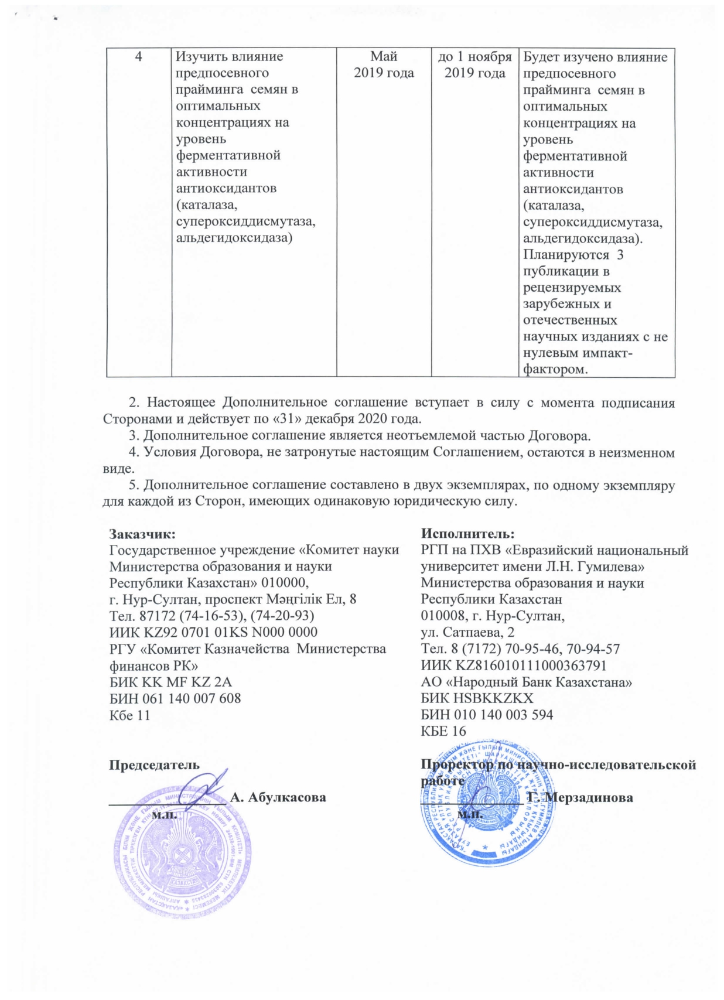 4
Изучить влияние
предпосевного
прайминга семян в
оптимальных
концентрациях на
уровень
ферментативной
активности
антиоксидантов
(каталаза,
супероксиддисмутаза,
альдегидоксидаза)
Май
2019 года
до 1 ноября
2019 года
Будет изучено влияние
предпосевного
прайминга семян в
оптимальных
концентрациях на
уровень
ферментативной
активности
антиоксидантов
(каталаза,
супероксиддисмутаза,
альдегидоксидаза).
Планируются 3
публикации в
рецензируемых
зарубежных и
отечественных
научных изданиях с не
нулевым импакт-
фактором.
2. Настоящее Дополнительное соглашение вступает в силу с момента подписания
Сторонами и действует по «31» декабря 2020 года.
3. Дополнительное соглашение является неотъемлемой частью Договора.
4. Условия Договора, не затронутые настоящим Соглашением, остаются в неизменном
виде.
5. Дополнительное соглашение составлено в двух экземплярах, по одному экземпляру
для каждой из Сторон, имеющих одинаковую юридическую силу.
Заказчик:
Государственное учреждение «Комитет науки
Министерства образования и науки
Республики Казахстан» 010000,
г. Нур-Султан, проспект Мәңгілік Ел, 8
Тел. 87172 (74-16-53), (74-20-93)
ИИК KZ92 0701 01KS N000 0000
РГУ «Комитет Казначейства Министерства
финансов РК»
БИК KK MF KZ 2A
БИН 061 140 007 608
Кбе 11
Председатель
А. Абулкасова
м.п.
Исполнитель:
РГП на ПХВ «Евразийский национальный
университет имени Л.Н. Гумилева»
Министерства образования и науки
Республики Казахстан
010008, г. Нур-Султан,
ул. Сатпаева, 2
Тел. 8 (7172) 70-95-46, 70-94-57
ИИК KZ816010111000363791
АО «Народный Банк Казахстана»
БИК HSBKKZKX
БИН 010 140 003 594
КБЕ 16
Проректор по научно-исследовательской
работе
Г. Мерзадинова
м.п.